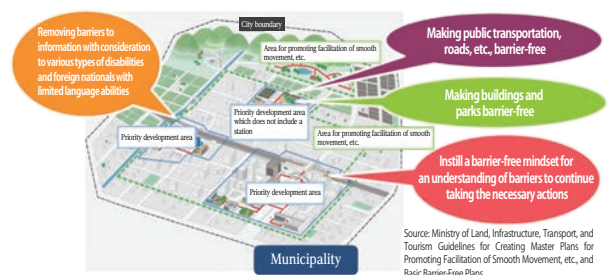 Removing barriers to
information with consideration
to various types of disabilities
and foreign nationals with
limited language abilities
City boundary
Area for promoting facilitation of smooth
movement, etc.
Making public transportation,
roads, etc., barrier-free
Making buildings and
parks barrier-free
Priority development area
which does not include a
station
Priority development area
Area for promoting facilitation of smooth
movement, etc.
Instill a barrier-free mindset for
an understanding of barriers to continue
taking the necessary actions
Priority development area
Municipality
Source: Ministry of Land, Infrastructure, Transport, and
Tourism Guidelines for Creating Master Plans for
Promoting Facilitation of Smooth Movement, etc., and
Basic Barrier-Free Plans